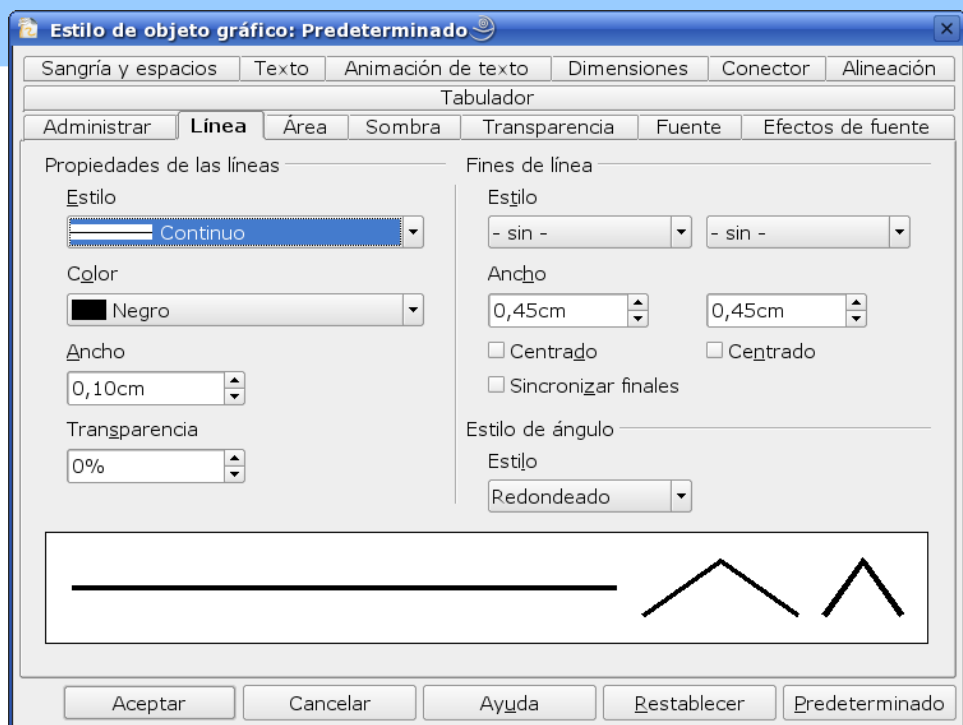 Estilo de objeto gráfico: Predeterminado
Sangría y espacios Texto Animación de texto Dimensiones Conector Alineación
Tabulador
Administrar Línea Área Sombra Transparencia Fuente Efectos de fuente
Propiedades de las líneas
Estilo
Continuo
Color
Negro
Ancho
0,10cm
Transparencia
0%
Fines de línea
Estilo
- sin - - sin -
Ancho
0,45cm 0,45cm
Centrado Centrado
Sincronizar finales
Estilo de ángulo
Estilo
Redondeado
Aceptar Cancelar Ayuda Restablecer Predeterminado